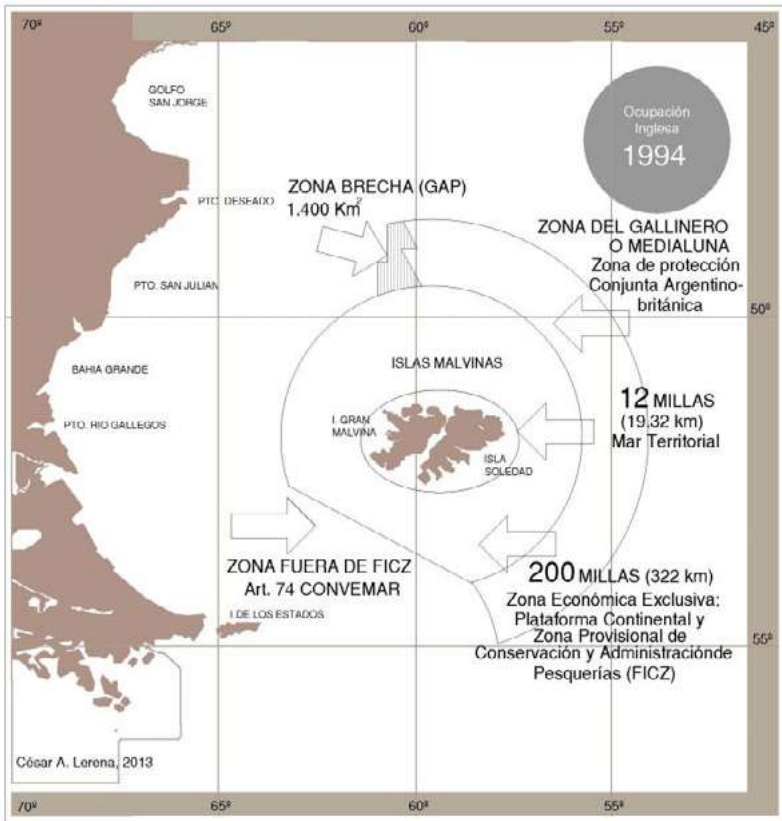 70º
65º
60º
55º
45º
GOLFO
SAN JORGE
Ocupación
Inglesa
1994
ZONA BRECHA (GAP)
1.400 Km²
PTO. DESEADO
ZONA DEL GALLINERO
O MEDIALUNA
Zona de protección
Conjunta Argentino-
británica
PTO. SAN JULIAN
50º
BAHIA GRANDE
ISLAS MALVINAS
12 MILLAS
(19.32 km)
Mar Territorial
I. GRAN
MALVINA
PTO. RIO GALLEGOS
ISLA
SOLEDAD
ZONA FUERA DE FICZ
Art. 74 CONVEMAR
200 MILLAS (322 km)
Zona Económica Exclusiva:
Plataforma Continental y
Zona Provisional de
Conservación y Administraciónde
Pesquerías (FICZ)
I.DE LOS ESTADOS
55º
César A. Lerena, 2013
70º
65º
60º
55º